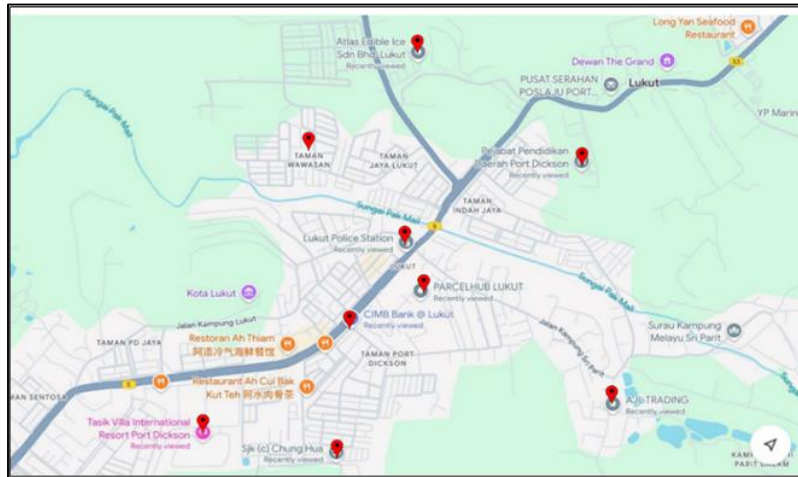 Long Yan Seafood
Restaurant
Atlas Edible Ice
Sdn Bhd Lukut
Recently viewed
53
Dewan The Grand
PUSAT SERAHAN
POSLAJU PORT...
Lukut
YP Marin
Sungai Pak Mali
TAMAN
WAWASAN
TAMAN
JAYA LUKUT
Pejabat Pendidikan
Daerah Port Dickson
Recently viewed
TAMAN
INDAH JAYA
Sungai Pak Mali
5
Lukut Police Station
Recently viewed
LUKUT
Sungai Pak Mali
Kota Lukut
PARCELHUB LUKUT
Recently viewed
Jalan Kampung Lukut
CIMB Bank @ Lukut
Recently viewed
Jalan Kampung Sri Parit
Surau Kampung
Melayu Sri Parit
TAMAN PD JAYA
Restoran Ah Thiam
阿添冷气海鲜餐馆
TAMAN PORT
DICKSON
5
Restaurant Ah Cui Bak
Kut Teh 阿水肉骨茶
MAN SENTOSA
AJL TRADING
Recently viewed
Tasik Villa International
Resort Port Dickson
Recently viewed
Sjk (c) Chung Hua
Recently viewed
PARIT